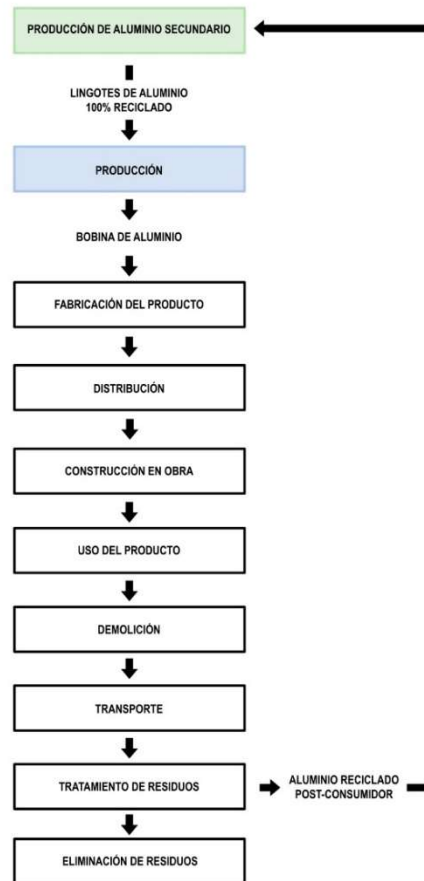 PRODUCCIÓN DE ALUMINIO SECUNDARIO
LINGOTES DE ALUMINIO
100% RECICLADO
PRODUCCIÓN
BOBINA DE ALUMINIO
FABRICACIÓN DEL PRODUCTO
DISTRIBUCIÓN
CONSTRUCCIÓN EN OBRA
USO DEL PRODUCTO
DEMOLICIÓN
TRANSPORTE
TRATAMIENTO DE RESIDUOS
ALUMINIO RECICLADO
POST-CONSUMIDOR
ELIMINACIÓN DE RESIDUOS